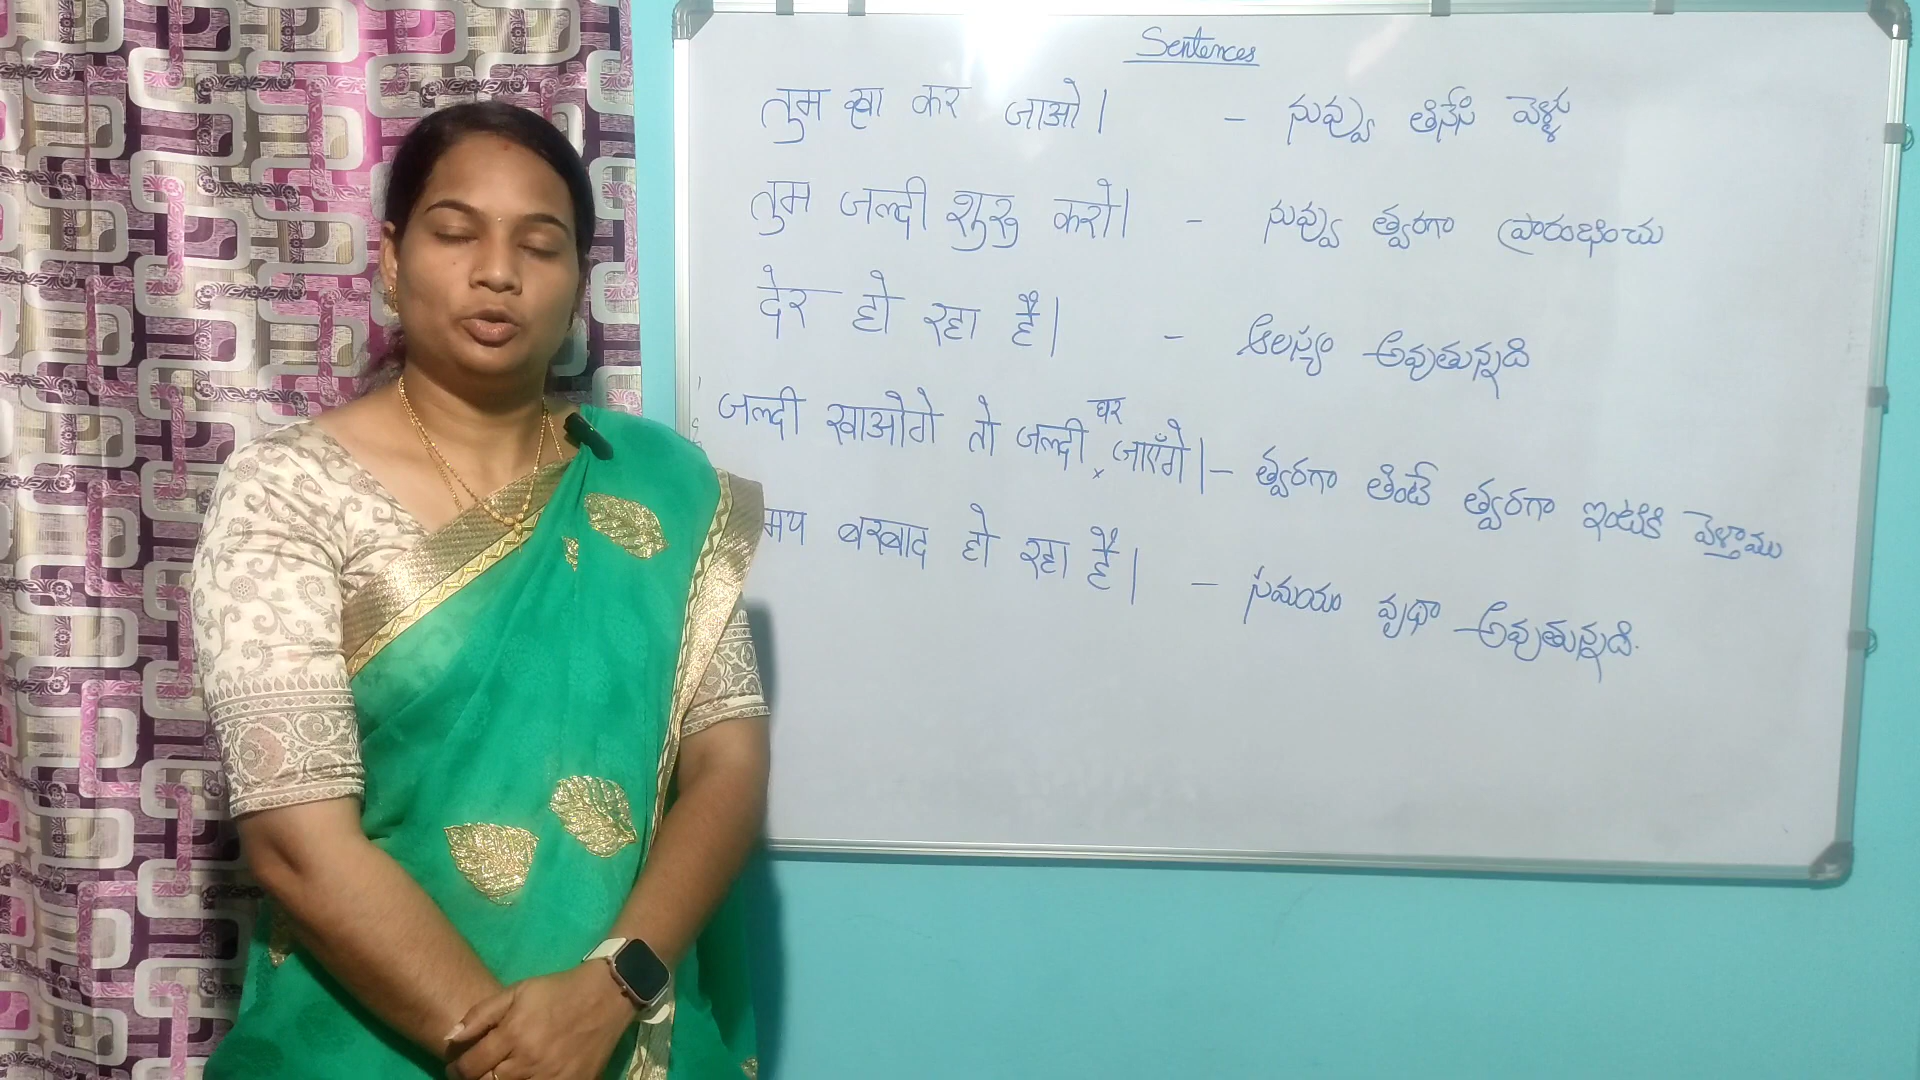 Sentences
तुम खा कर जाओ। - నువ్వు తినేసి వెళ్ళు
तुम जल्दी शुरु करो। - నువ్వు త్వరగా ప్రారంభించు
देर हो रहा है। - ఆలస్యం అవుతున్నది
जल्दी खाओगे तो जल्दी घर जाएँगे। - త్వరగా తింటే త్వరగా ఇంటికి వెళ్తాము
मय बरबाद हो रहा है। - సమయం వృథా అవుతున్నది.